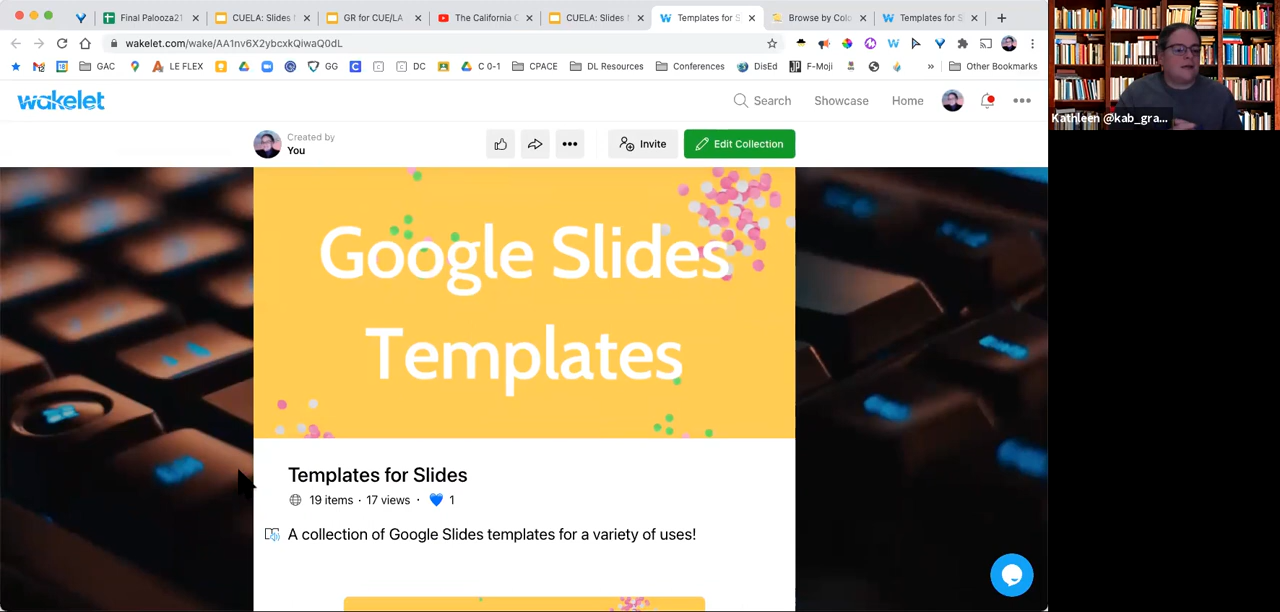 Final Palooza21
CUELA: Slides f
GR for CUE/LA
The California C
CUELA: Slides f
Templates for S
Browse by Colo
Templates for S
wakelet.com/wake/AA1nv6X2ybcxkQiwaQ0dL
GAC
LE FLEX
GG
DC
C 0-1
CPACE
DL Resources
Conferences
DisEd
F-Moji
Other Bookmarks
wakelet
Search
Showcase
Home
Created by
You
Invite
Edit Collection
Google Slides
Templates
Templates for Slides
19 items · 17 views · 1
A collection of Google Slides templates for a variety of uses!
Kathleen @kab_gra...